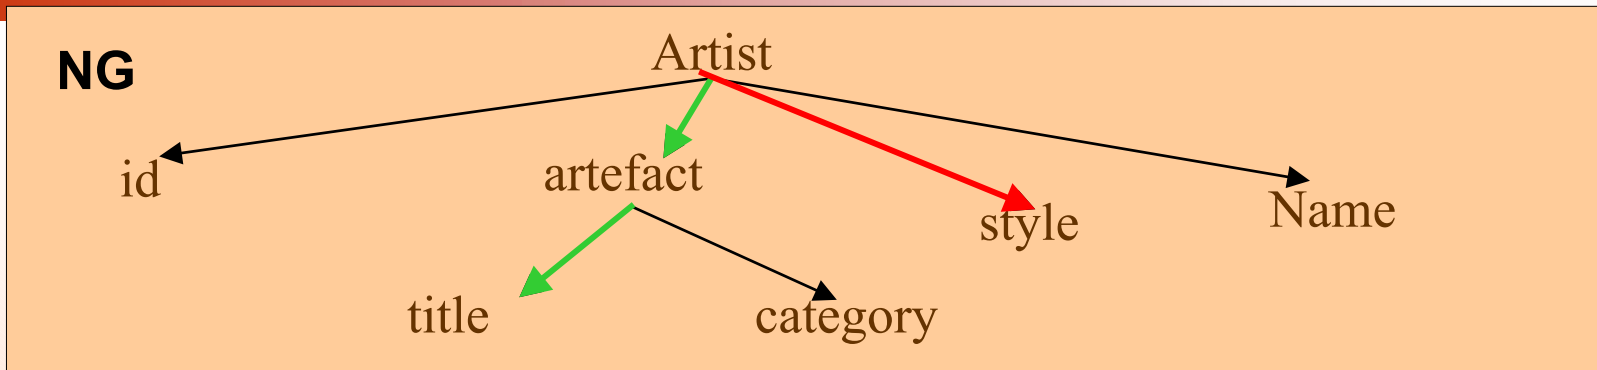 NG
Artist
id
artefact
style
Name
title
category